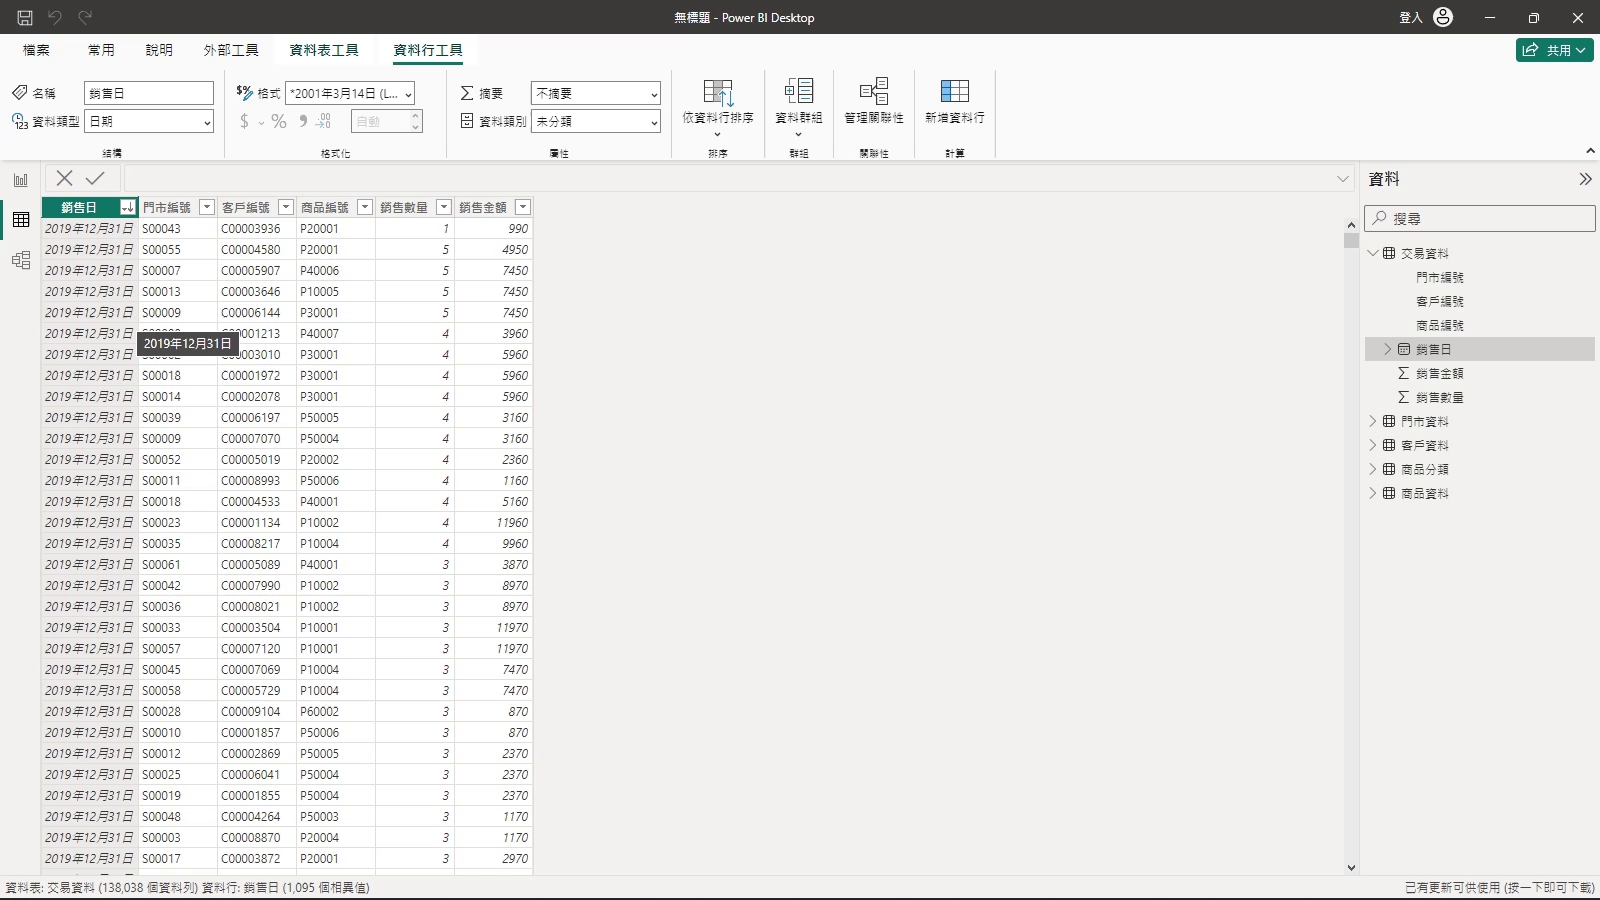 無標題 - Power BI Desktop
登入
檔案 常用 說明 外部工具 資料表工具 資料行工具
共用
名稱 銷售日
資料類型 日期
結構
格式 *2001年3月14日 (L...
$ % 自動
格式化
摘要 不摘要
資料類別 未分類
屬性
依資料行排序
排序
資料群組
群組
管理關聯性
關聯性
新增資料行
計算
銷售日 門市編號 客戶編號 商品編號 銷售數量 銷售金額
2019年12月31日 S00043 C00003936 P20001 1 990
2019年12月31日 S00055 C00004580 P20001 5 4950
2019年12月31日 S00007 C00005907 P40006 5 7450
2019年12月31日 S00013 C00003646 P10005 5 7450
2019年12月31日 S00009 C00006144 P30001 5 7450
2019年12月31日 00001213 P40007 4 3960
2019年12月31日
2019年12月31日 00003010 P30001 4 5960
2019年12月31日 S00018 C00001972 P30001 4 5960
2019年12月31日 S00014 C00002078 P30001 4 5960
2019年12月31日 S00039 C00006197 P50005 4 3160
2019年12月31日 S00009 C00007070 P50004 4 3160
2019年12月31日 S00052 C00005019 P20002 4 2360
2019年12月31日 S00011 C00008993 P50006 4 1160
2019年12月31日 S00018 C00004533 P40001 4 5160
2019年12月31日 S00023 C00001134 P10002 4 11960
2019年12月31日 S00035 C00008217 P10004 4 9960
2019年12月31日 S00061 C00005089 P40001 3 3870
2019年12月31日 S00042 C00007990 P10002 3 8970
2019年12月31日 S00036 C00008021 P10002 3 8970
2019年12月31日 S00033 C00003504 P10001 3 11970
2019年12月31日 S00057 C00007120 P10001 3 11970
2019年12月31日 S00045 C00007069 P10004 3 7470
2019年12月31日 S00058 C00005729 P10004 3 7470
2019年12月31日 S00028 C00009104 P60002 3 870
2019年12月31日 S00010 C00001857 P50006 3 870
2019年12月31日 S00012 C00002869 P50005 3 2370
2019年12月31日 S00025 C00006041 P50004 3 2370
2019年12月31日 S00019 C00001855 P50004 3 2370
2019年12月31日 S00048 C00004264 P50003 3 1170
2019年12月31日 S00003 C00008870 P20004 3 1170
2019年12月31日 S00017 C00003872 P20001 3 2970
資料
搜尋
交易資料
門市編號
客戶編號
商品編號
銷售日
銷售金額
銷售數量
門市資料
客戶資料
商品分類
商品資料
資料表: 交易資料 (138,038 個資料列) 資料行: 銷售日 (1,095 個相異值)
已有更新可供使用 (按一下即可下載)